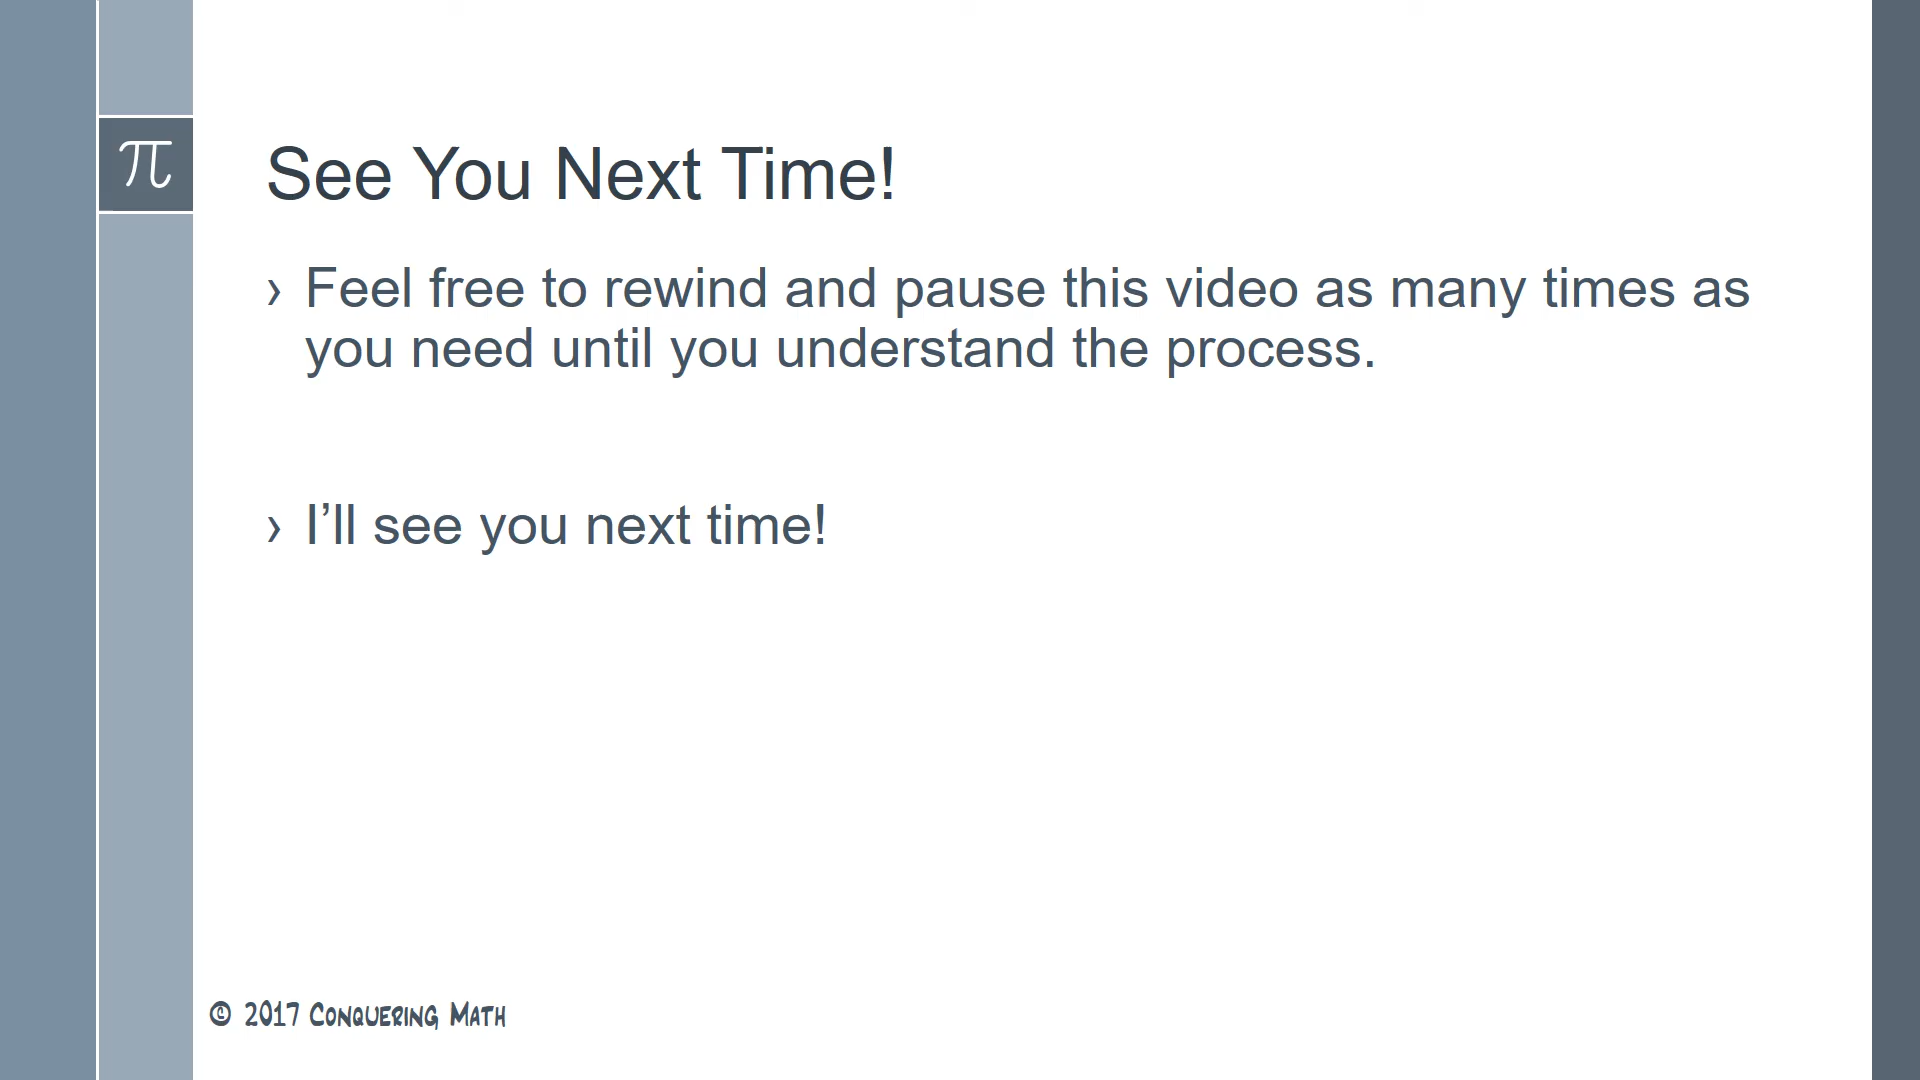 π
See You Next Time!
› Feel free to rewind and pause this video as many times as
you need until you understand the process.
› I’ll see you next time!
© 2017 Conquering Math